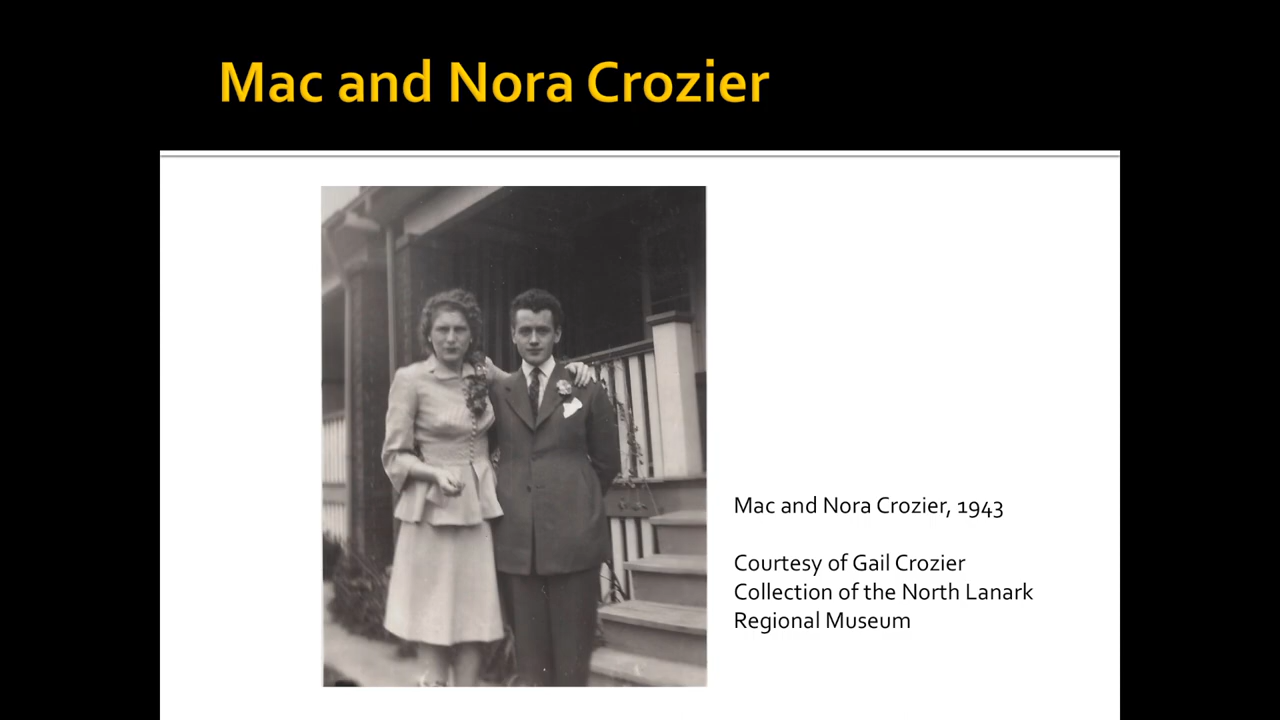 Mac and Nora Crozier
Mac and Nora Crozier, 1943
Courtesy of Gail Crozier
Collection of the North Lanark
Regional Museum